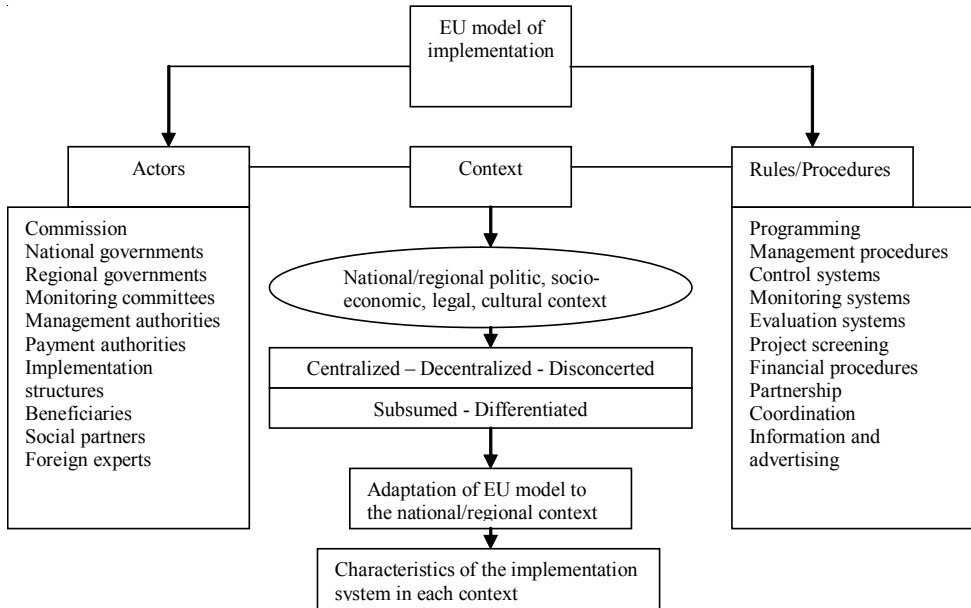 EU model of
implementation
Actors
Context
Rules/Procedures
Commission
National governments
Regional governments
Monitoring committees
Management authorities
Payment authorities
Implementation
structures
Beneficiaries
Social partners
Foreign experts
National/regional politic, socio-
economic, legal, cultural context
Centralized – Decentralized - Disconcerted
Subsumed - Differentiated
Adaptation of EU model to
the national/regional context
Characteristics of the implementation
system in each context
Programming
Management procedures
Control systems
Monitoring systems
Evaluation systems
Project screening
Financial procedures
Partnership
Coordination
Information and
advertising